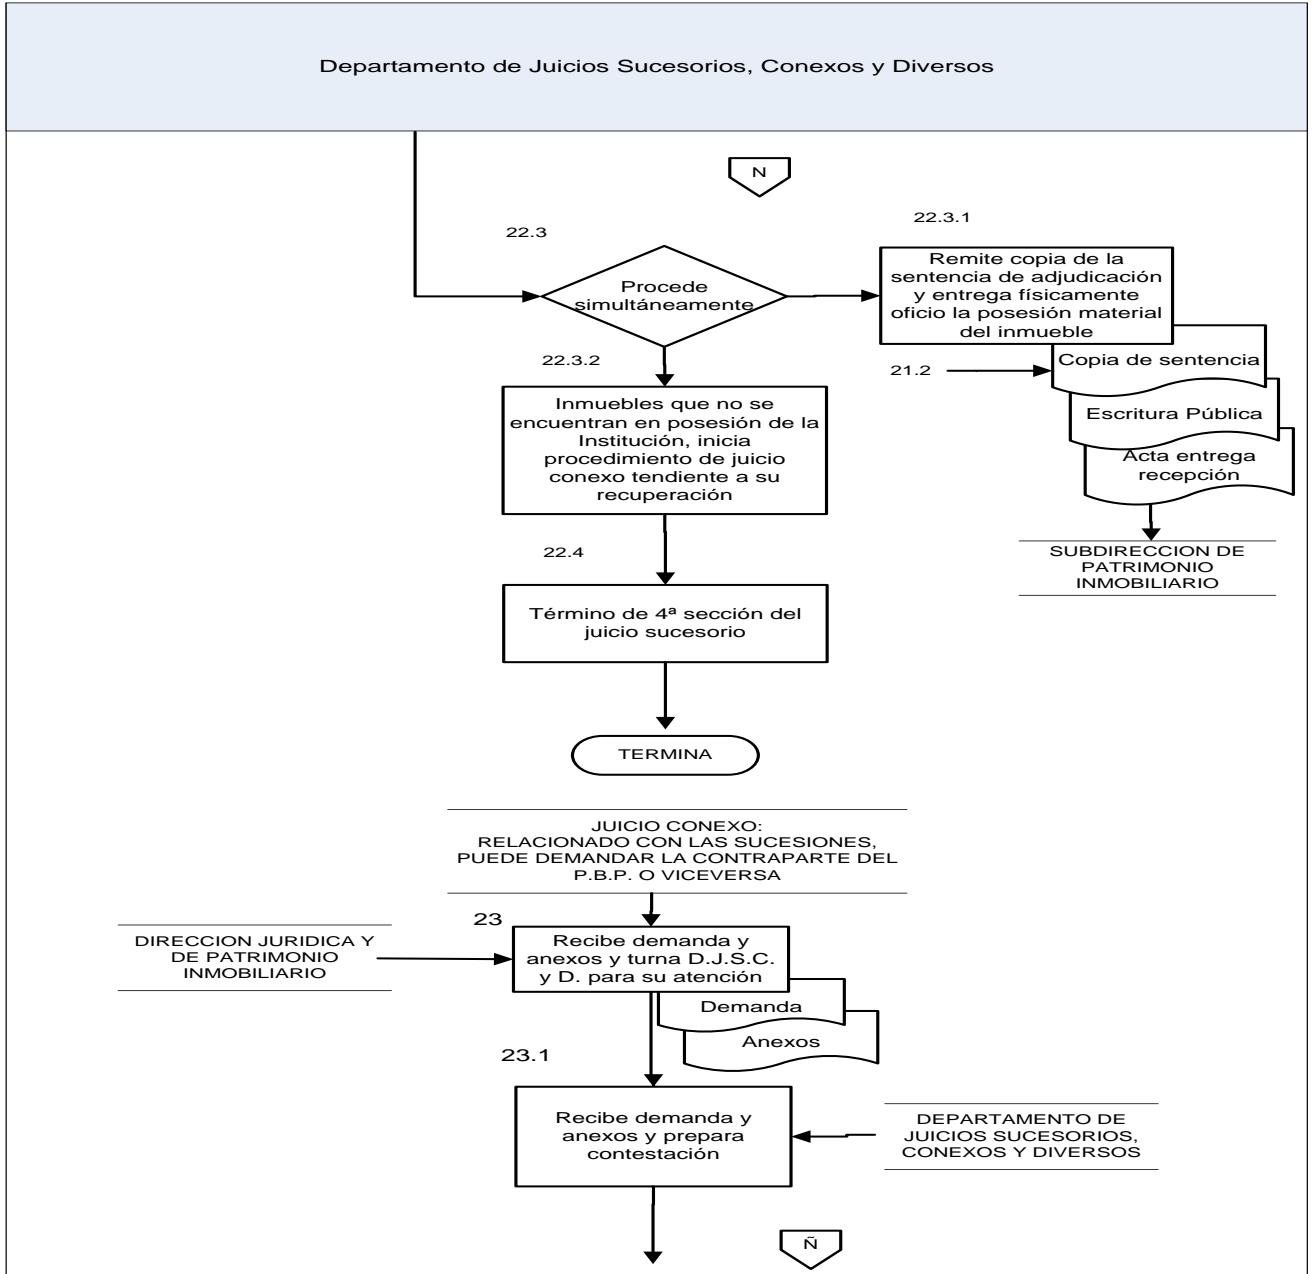 Departamento de Juicios Sucesorios, Conexos y Diversos
N
22.3
22.3.1
Procede
simultáneamente
Remite copia de la
sentencia de adjudicación
y entrega físicamente
oficio la posesión material
del inmueble
22.3.2
21.2
Copia de sentencia
Escritura Pública
Acta entrega
recepción
Inmuebles que no se
encuentran en posesión de la
Institución, inicia
procedimiento de juicio
conexo tendiente a su
recuperación
SUBDIRECCION DE
PATRIMONIO
INMOBILIARIO
22.4
Término de 4ª sección del
juicio sucesorio
TERMINA
JUICIO CONEXO:
RELACIONADO CON LAS SUCESIONES,
PUEDE DEMANDAR LA CONTRAPARTE DEL
P.B.P. O VICEVERSA
23
DIRECCION JURIDICA Y
DE PATRIMONIO
INMOBILIARIO
Recibe demanda y
anexos y turna D.J.S.C.
y D. para su atención
Demanda
Anexos
23.1
Recibe demanda y
anexos y prepara
contestación
DEPARTAMENTO DE
JUICIOS SUCESORIOS,
CONEXOS Y DIVERSOS
Ñ